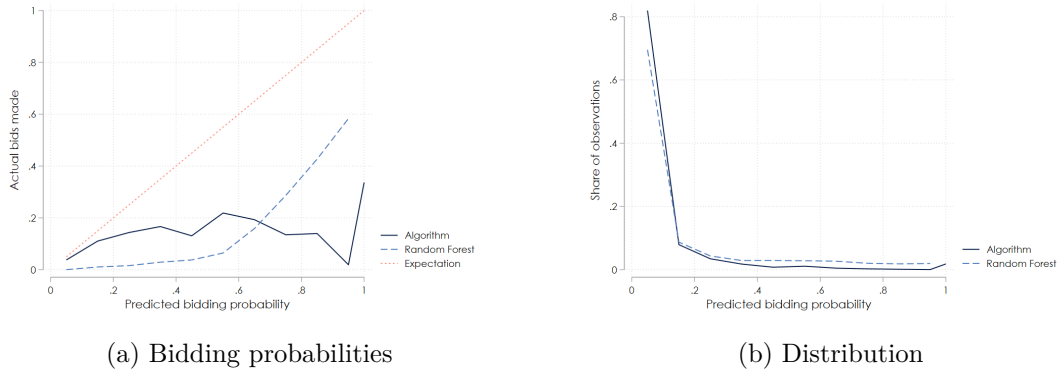 1
.8
.6
.4
.2
0
Actual bids made
0 .2 .4 .6 .8 1
Predicted bidding probability
Algorithm
Random Forest
Expectation
(a) Bidding probabilities
.8
.6
.4
.2
0
Share of observations
0 .2 .4 .6 .8 1
Predicted bidding probability
Algorithm
Random Forest
(b) Distribution